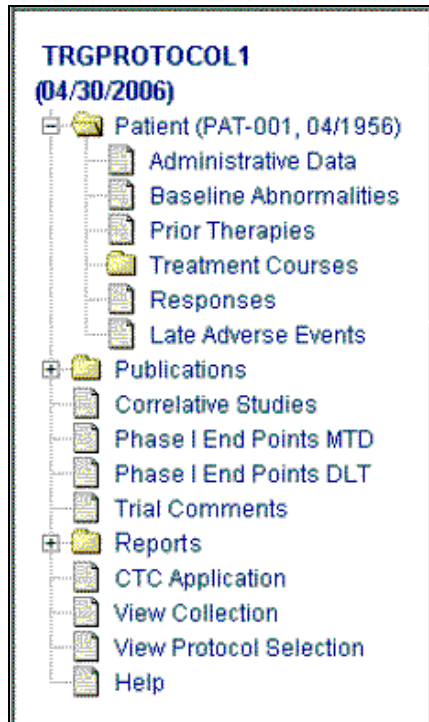 TRGPROTOCOL1
(04/30/2006)
Patient (PAT-001, 04/1956)
Administrative Data
Baseline Abnormalities
Prior Therapies
Treatment Courses
Responses
Late Adverse Events
Publications
Correlative Studies
Phase I End Points MTD
Phase I End Points DLT
Trial Comments
Reports
CTC Application
View Collection
View Protocol Selection
Help